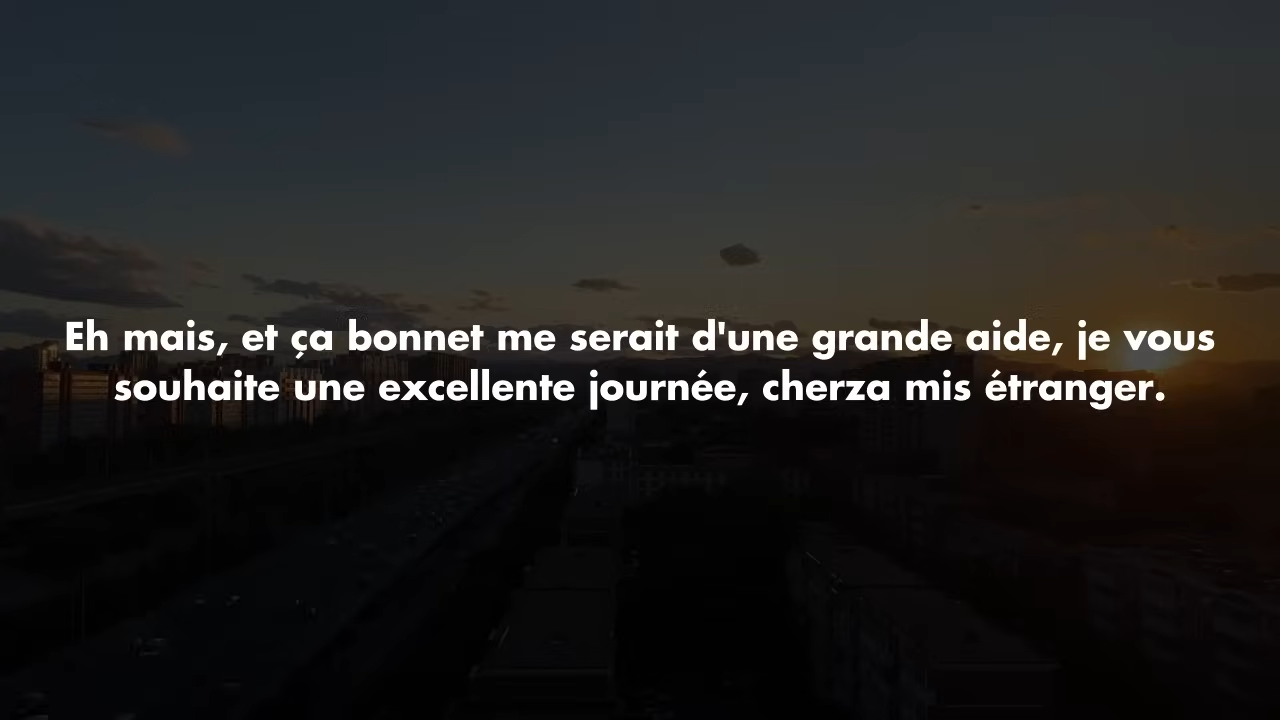 Eh mais, et ça bonnet me serait d'une grande aide, je vous
souhaite une excellente journée, cherza mis étranger.